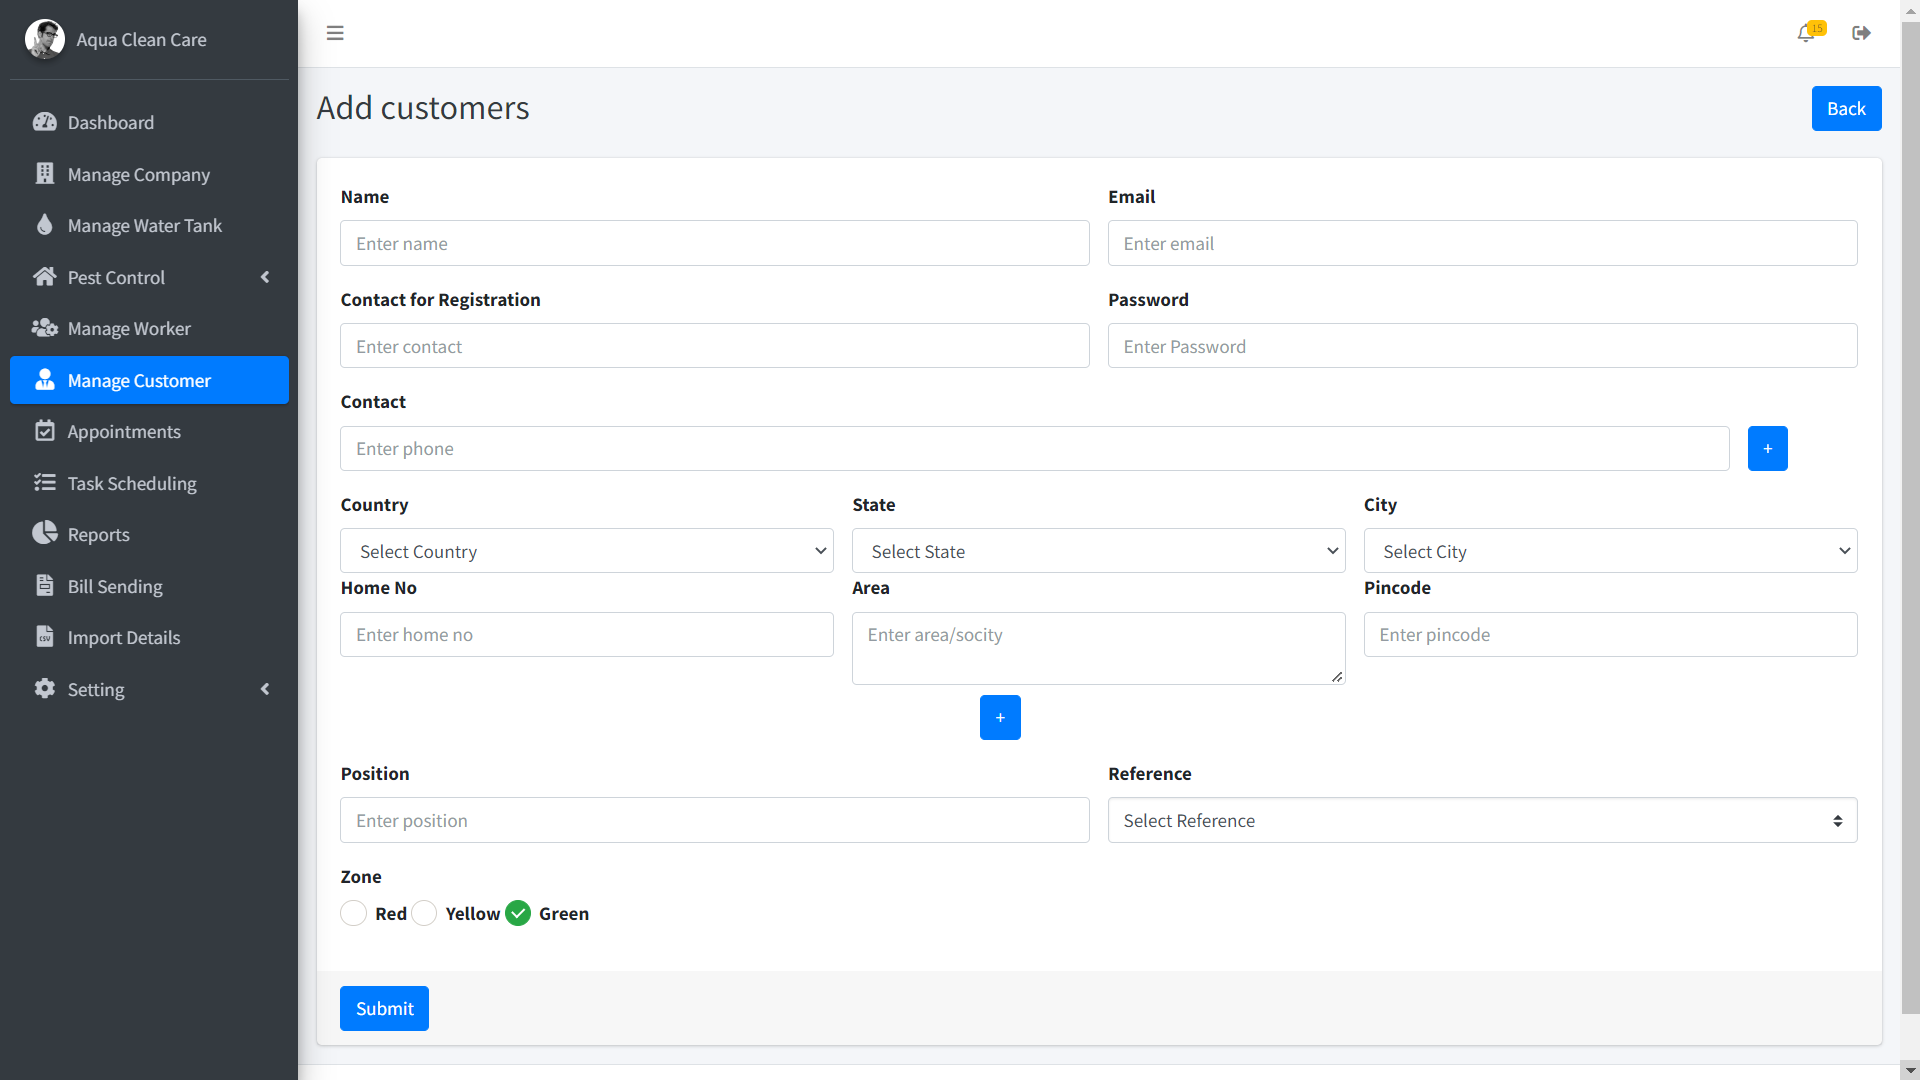 Aqua Clean Care
15
Dashboard
Manage Company
Manage Water Tank
Pest Control
Manage Worker
Manage Customer
Appointments
Task Scheduling
Reports
Bill Sending
CSV
Import Details
Setting
Add customers
Back
Name
Email
Enter name
Enter email
Contact for Registration
Password
Enter contact
Enter Password
Contact
Enter phone
+
Country
State
City
Select Country
Select State
Select City
Home No
Area
Pincode
Enter home no
Enter area/socity
Enter pincode
+
Position
Reference
Enter position
Select Reference
Zone
Red Yellow Green
Submit